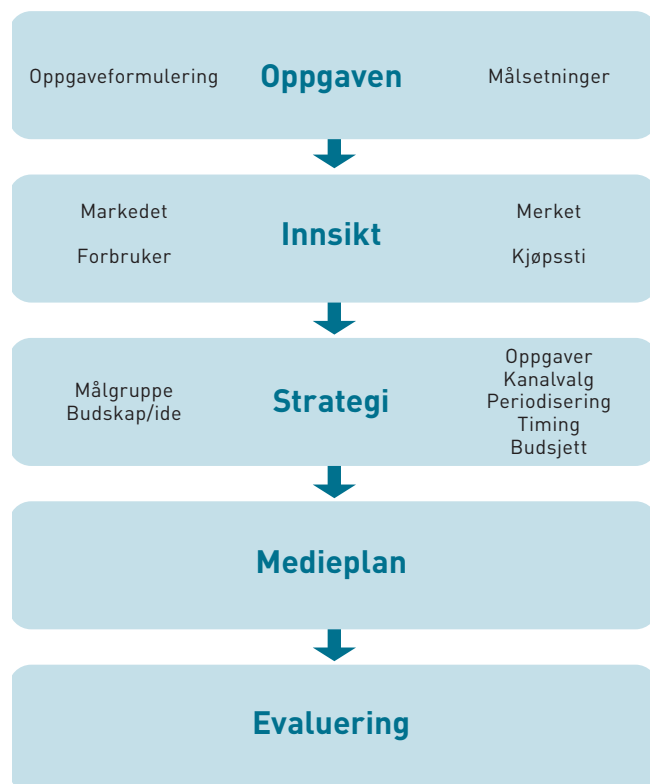 Oppgaveformulering
Oppgaven
Målsetninger
Markedet
Forbruker
Innsikt
Merket
Kjøpssti
Målgruppe
Budskap/ide
Strategi
Oppgaver
Kanalvalg
Periodisering
Timing
Budsjett
Medieplan
Evaluering